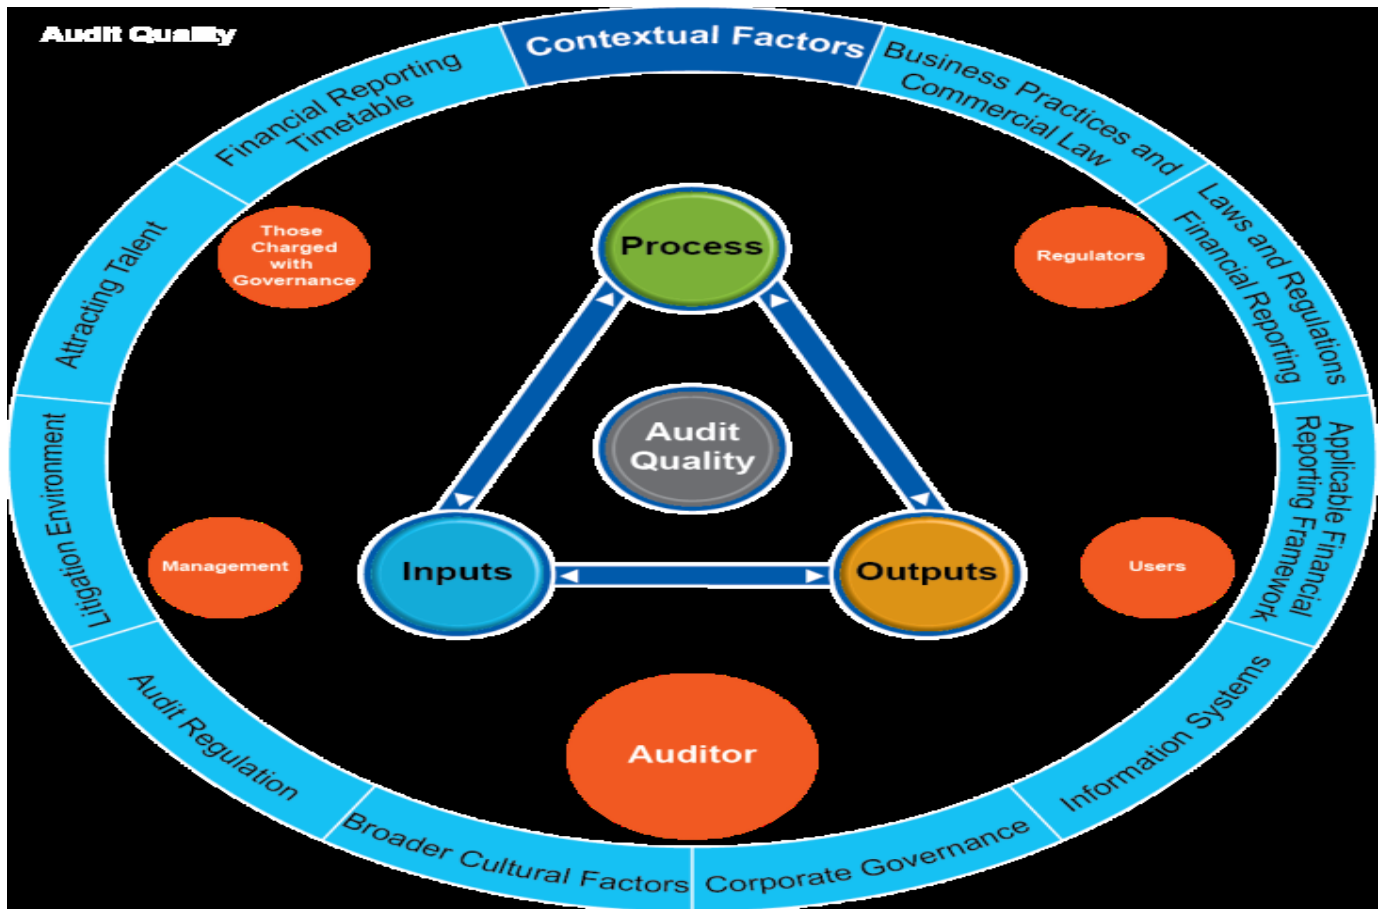 Audit Quality
Contextual Factors
Business Practices and
Commercial Law
Laws and Regulations
Financial Reporting
Applicable Financial
Reporting Framework
Information Systems
Corporate Governance
Broader Cultural Factors
Audit Regulation
Litigation Environment
Attracting Talent
Financial Reporting
Timetable
Those
Charged
with
Governance
Process
Regulators
Audit
Quality
Management
Inputs
Outputs
Users
Auditor